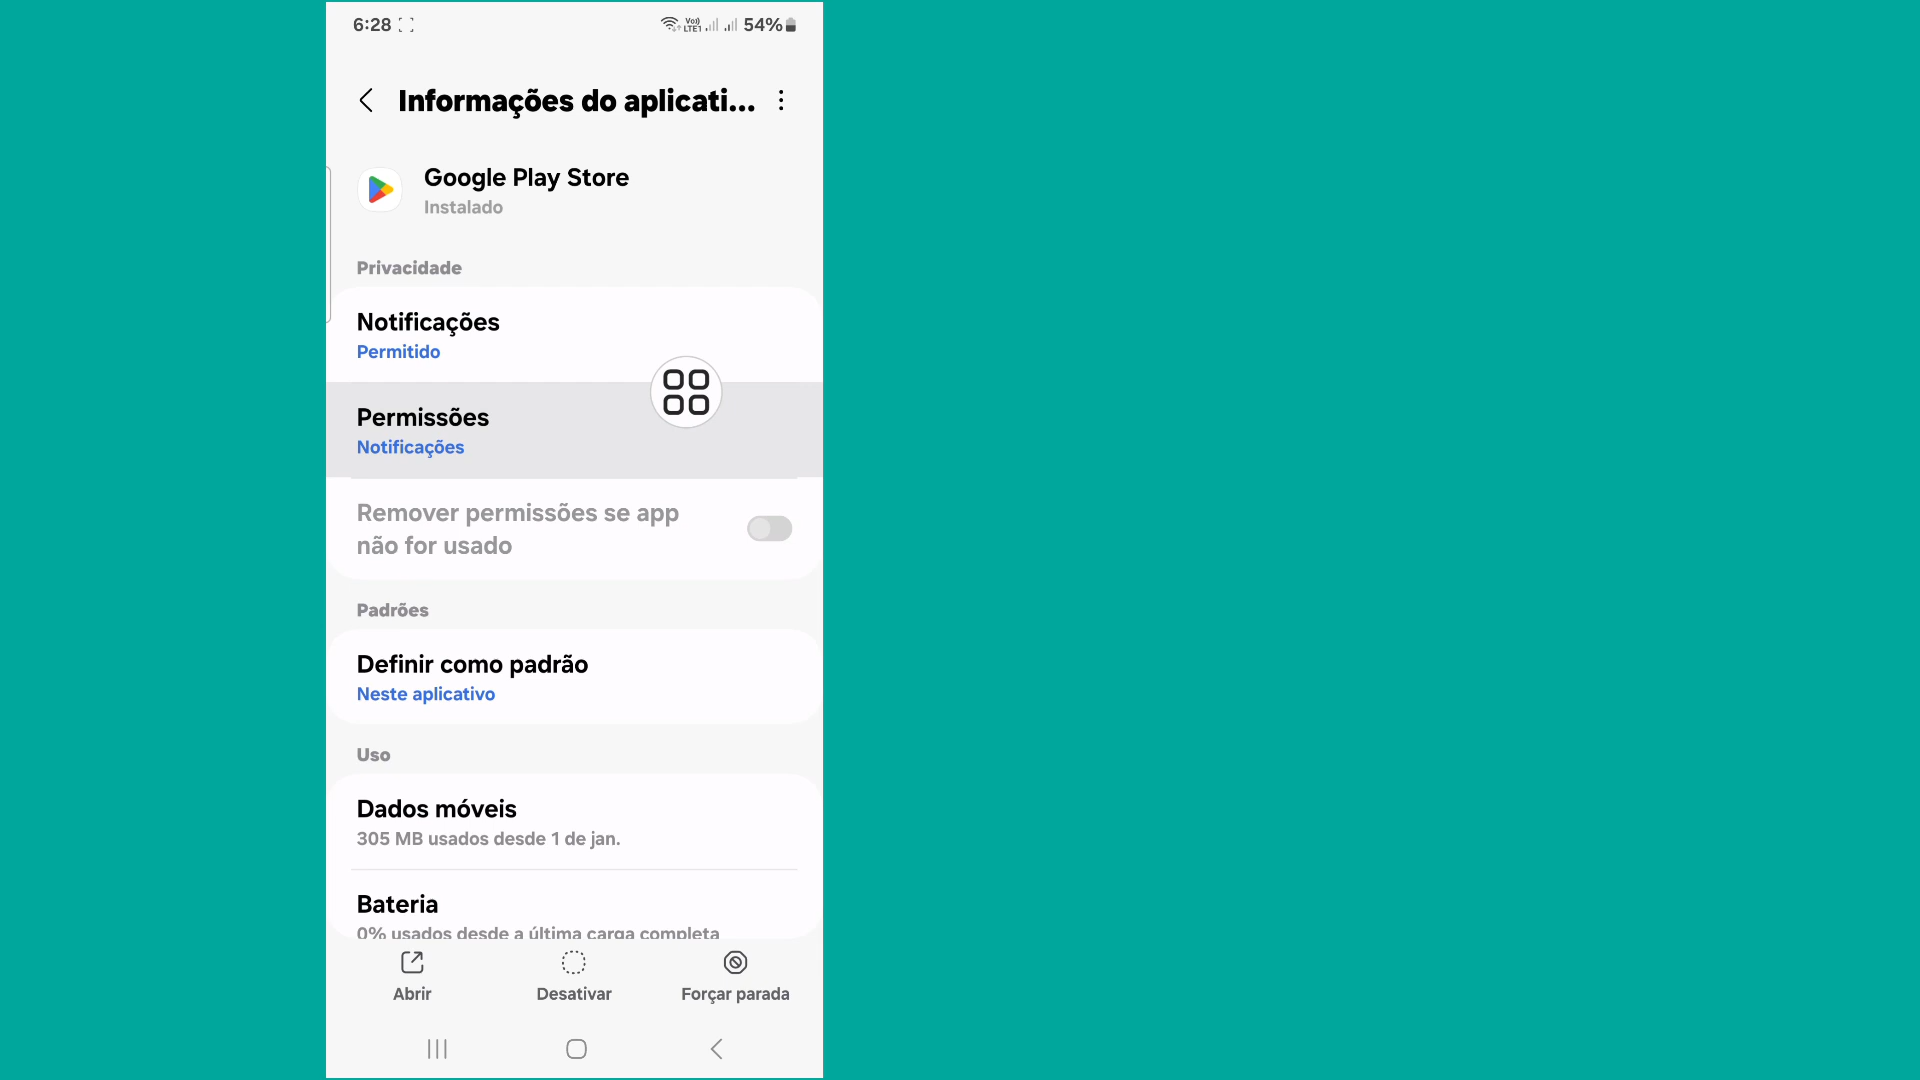 6:28
Vo)) LTE1 54%
Informações do aplicati...
Google Play Store
Instalado
Privacidade
Notificações
Permitido
Permissões
Notificações
Remover permissões se app
não for usado
Padrões
Definir como padrão
Neste aplicativo
Uso
Dados móveis
305 MB usados desde 1 de jan.
Bateria
0% usados desde a última carga completa
Abrir
Desativar
Forçar parada